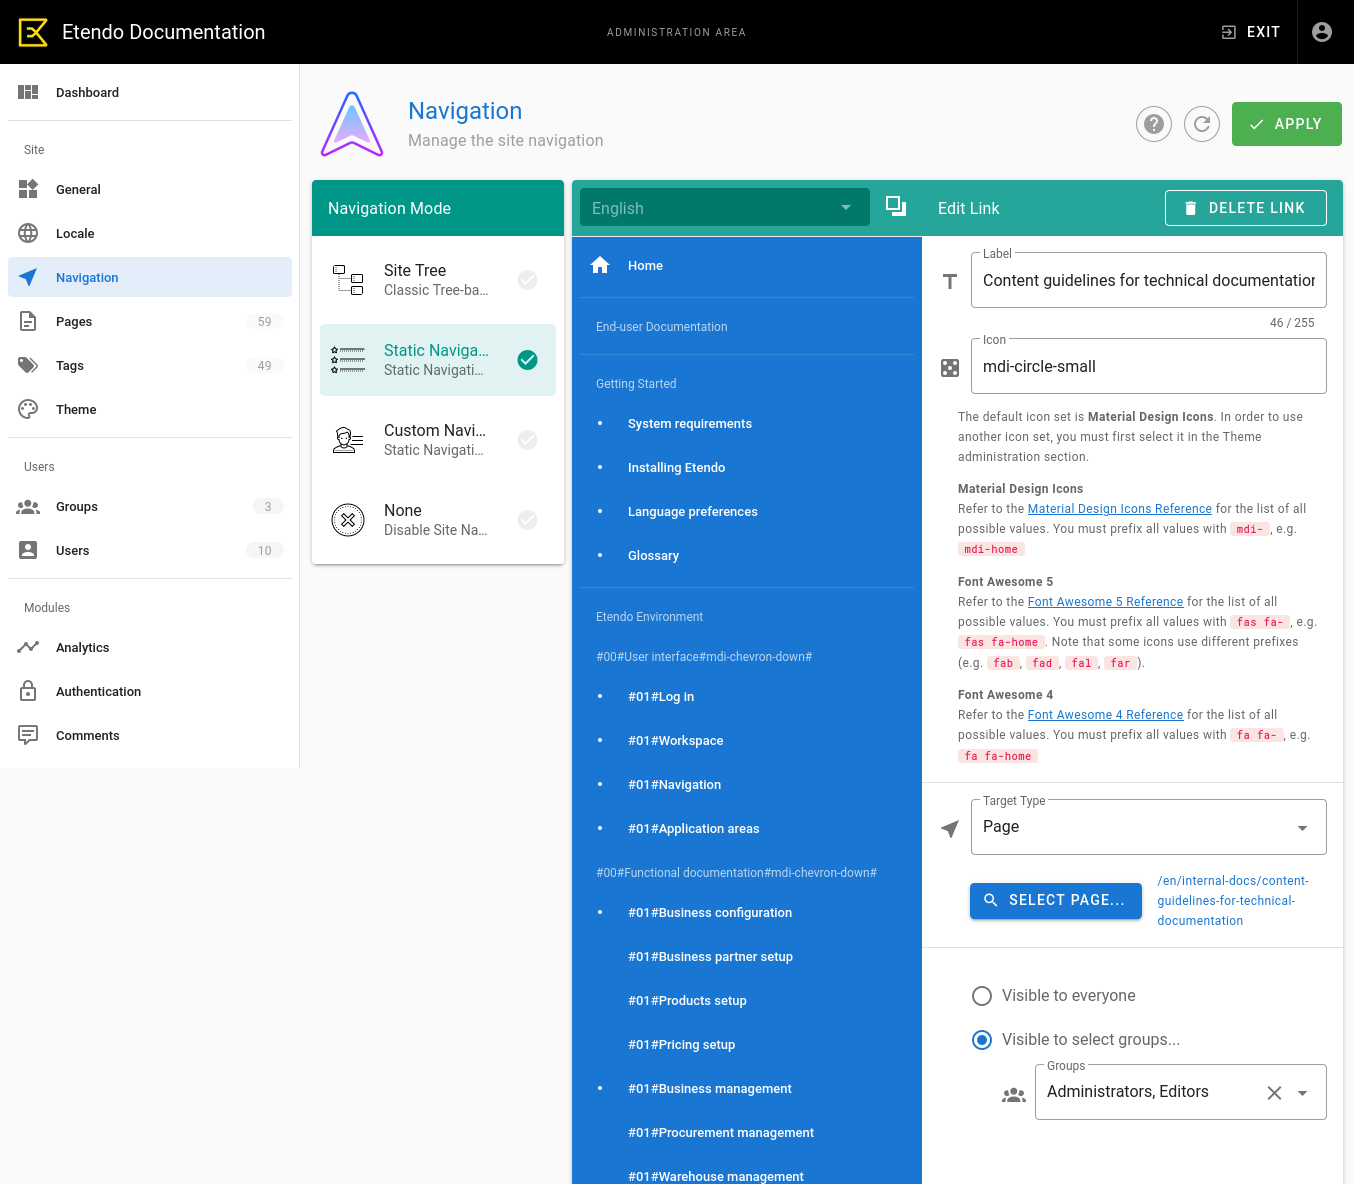 Etendo Documentation
ADMINISTRATION AREA
EXIT
Dashboard
Site
General
Locale
Navigation
Pages
59
Tags
49
Theme
Users
Groups
3
Users
10
Modules
Analytics
Authentication
Comments
Navigation
Manage the site navigation
APPLY
Navigation Mode
Site Tree
Classic Tree-ba...
Static Naviga...
Static Navigati...
Custom Navi...
Static Navigati...
None
Disable Site Na...
English
Home
End-user Documentation
Getting Started
System requirements
Installing Etendo
Language preferences
Glossary
Etendo Environment
#00#User interface#mdi-chevron-down#
#01#Log in
#01#Workspace
#01#Navigation
#01#Application areas
#00#Functional documentation#mdi-chevron-down#
#01#Business configuration
#01#Business partner setup
#01#Products setup
#01#Pricing setup
#01#Business management
#01#Procurement management
#01#Warehouse management
Edit Link
DELETE LINK
Label
Content guidelines for technical documentation
46 / 255
Icon
mdi-circle-small
The default icon set is Material Design Icons. In order to use
another icon set, you must first select it in the Theme
administration section.
Material Design Icons
Refer to the Material Design Icons Reference for the list of all
possible values. You must prefix all values with mdi- , e.g.
mdi-home
Font Awesome 5
Refer to the Font Awesome 5 Reference for the list of all
possible values. You must prefix all values with fas fa- , e.g.
fas fa-home . Note that some icons use different prefixes
(e.g. fab , fad , fal , far ).
Font Awesome 4
Refer to the Font Awesome 4 Reference for the list of all
possible values. You must prefix all values with fa fa- , e.g.
fa fa-home
Target Type
Page
SELECT PAGE...
/en/internal-docs/content-
guidelines-for-technical-
documentation
Visible to everyone
Visible to select groups...
Groups
Administrators, Editors